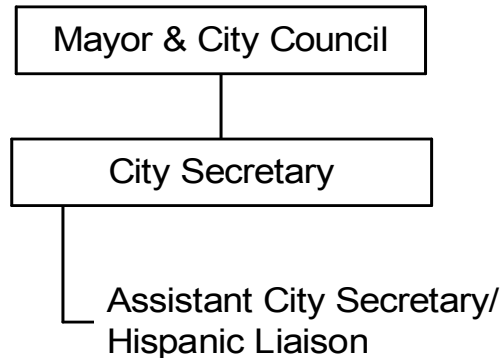 Mayor & City Council
City Secretary
Assistant City Secretary/
Hispanic Liaison